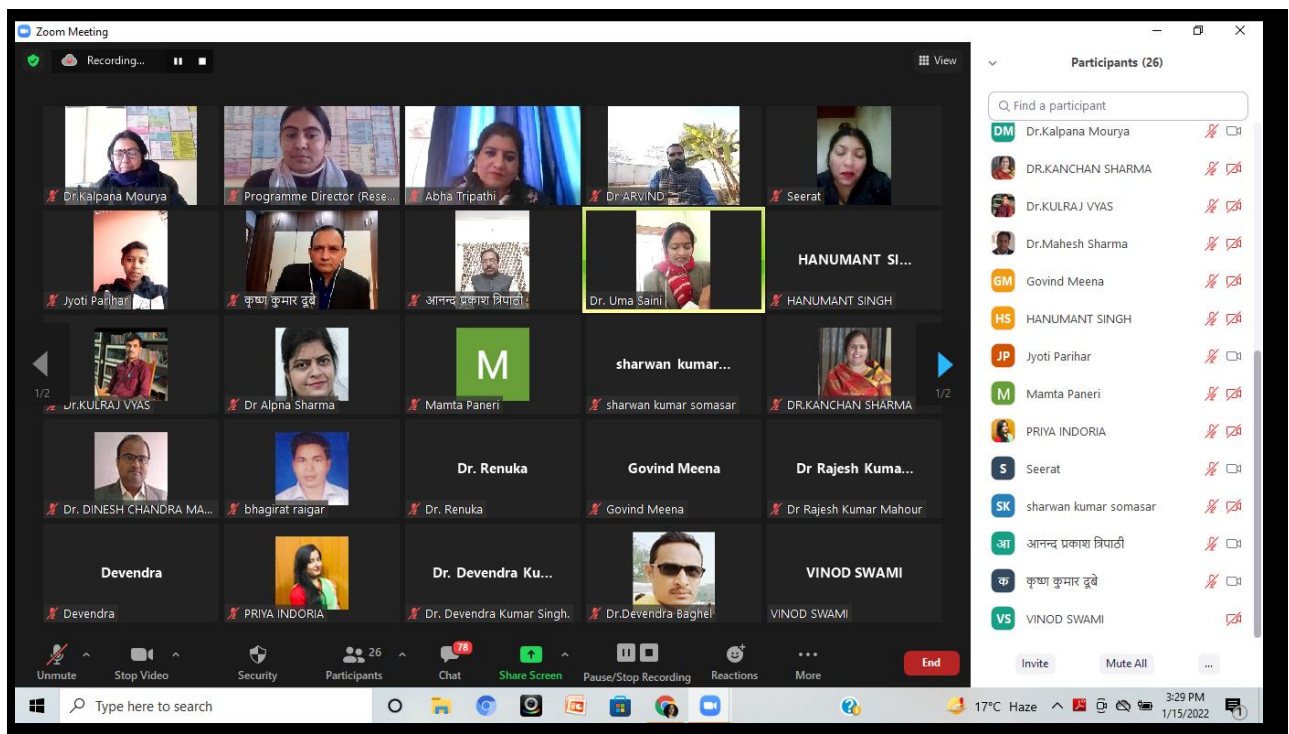 Zoom Meeting
Recording...
View
Dr.Kalpana Mourya
Programme Director (Rese...
Abha Tripathi
Dr ARVIND
Seerat
Jyoti Parihar
कृष्ण कुमार दूबे
आनन्द प्रकाश त्रिपाठी
Dr. Uma Saini
HANUMANT SI...
HANUMANT SINGH
1/2
Dr.KULRAJ VYAS
Dr Alpna Sharma
M
Mamta Paneri
sharwan kumar...
sharwan kumar somasar
DR.KANCHAN SHARMA
1/2
Dr. DINESH CHANDRA MA...
bhagirat raigar
Dr. Renuka
Dr. Renuka
Govind Meena
Govind Meena
Dr Rajesh Kuma...
Dr Rajesh Kumar Mahour
Devendra
Devendra
PRIYA INDORIA
Dr. Devendra Ku...
Dr. Devendra Kumar Singh.
Dr.Devendra Baghel
VINOD SWAMI
VINOD SWAMI
Unmute
Stop Video
Security
26
Participants
78
Chat
Share Screen
Pause/Stop Recording
Reactions
More
End
Participants (26)
Find a participant
DM Dr.Kalpana Mourya
DR.KANCHAN SHARMA
Dr.KULRAJ VYAS
Dr.Mahesh Sharma
GM Govind Meena
HS HANUMANT SINGH
JP Jyoti Parihar
M Mamta Paneri
PRIYA INDORIA
S Seerat
SK sharwan kumar somasar
आ आनन्द प्रकाश त्रिपाठी
क कृष्ण कुमार दूबे
VS VINOD SWAMI
Invite
Mute All
...
Type here to search
17°C Haze
3:29 PM
1/15/2022
1